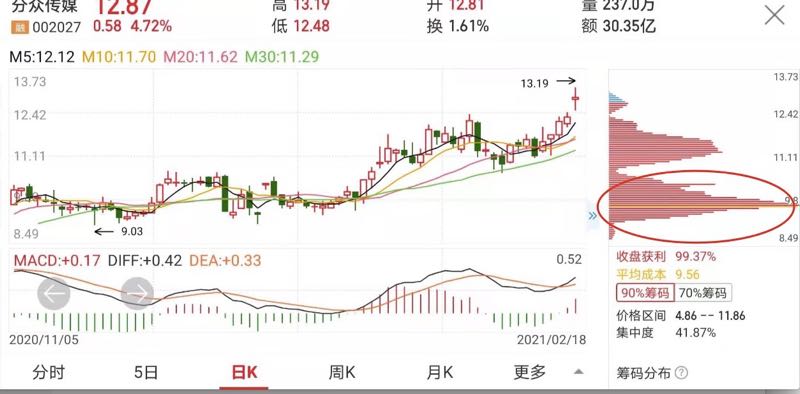 分众传媒 12.87 高 13.19 开 12.81 量 237.0万
融 002027 0.58 4.72% 低 12.48 换 1.61% 额 30.35亿
M5:12.12 M10:11.70 M20:11.62 M30:11.29
13.73
12.42
11.11
8.49
13.19
9.03
13.73
12.42
11.11
9.8
8.49
MACD:+0.17 DIFF:+0.42 DEA:+0.33 0.52
2020/11/05 2021/02/18
收盘获利 99.37%
平均成本 9.56
90%筹码 70%筹码
价格区间 4.86 -- 11.86
集中度 41.87%
分时 5日 日K 周K 月K 更多
筹码分布 ?